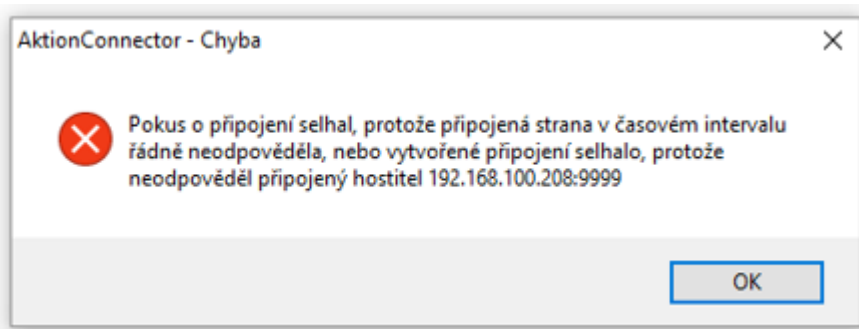 AktionConnector - Chyba
Pokus o připojení selhal, protože připojená strana v časovém intervalu
řádně neodpověděla, nebo vytvořené připojení selhalo, protože
neodpověděl připojený hostitel 192.168.100.208:9999
OK